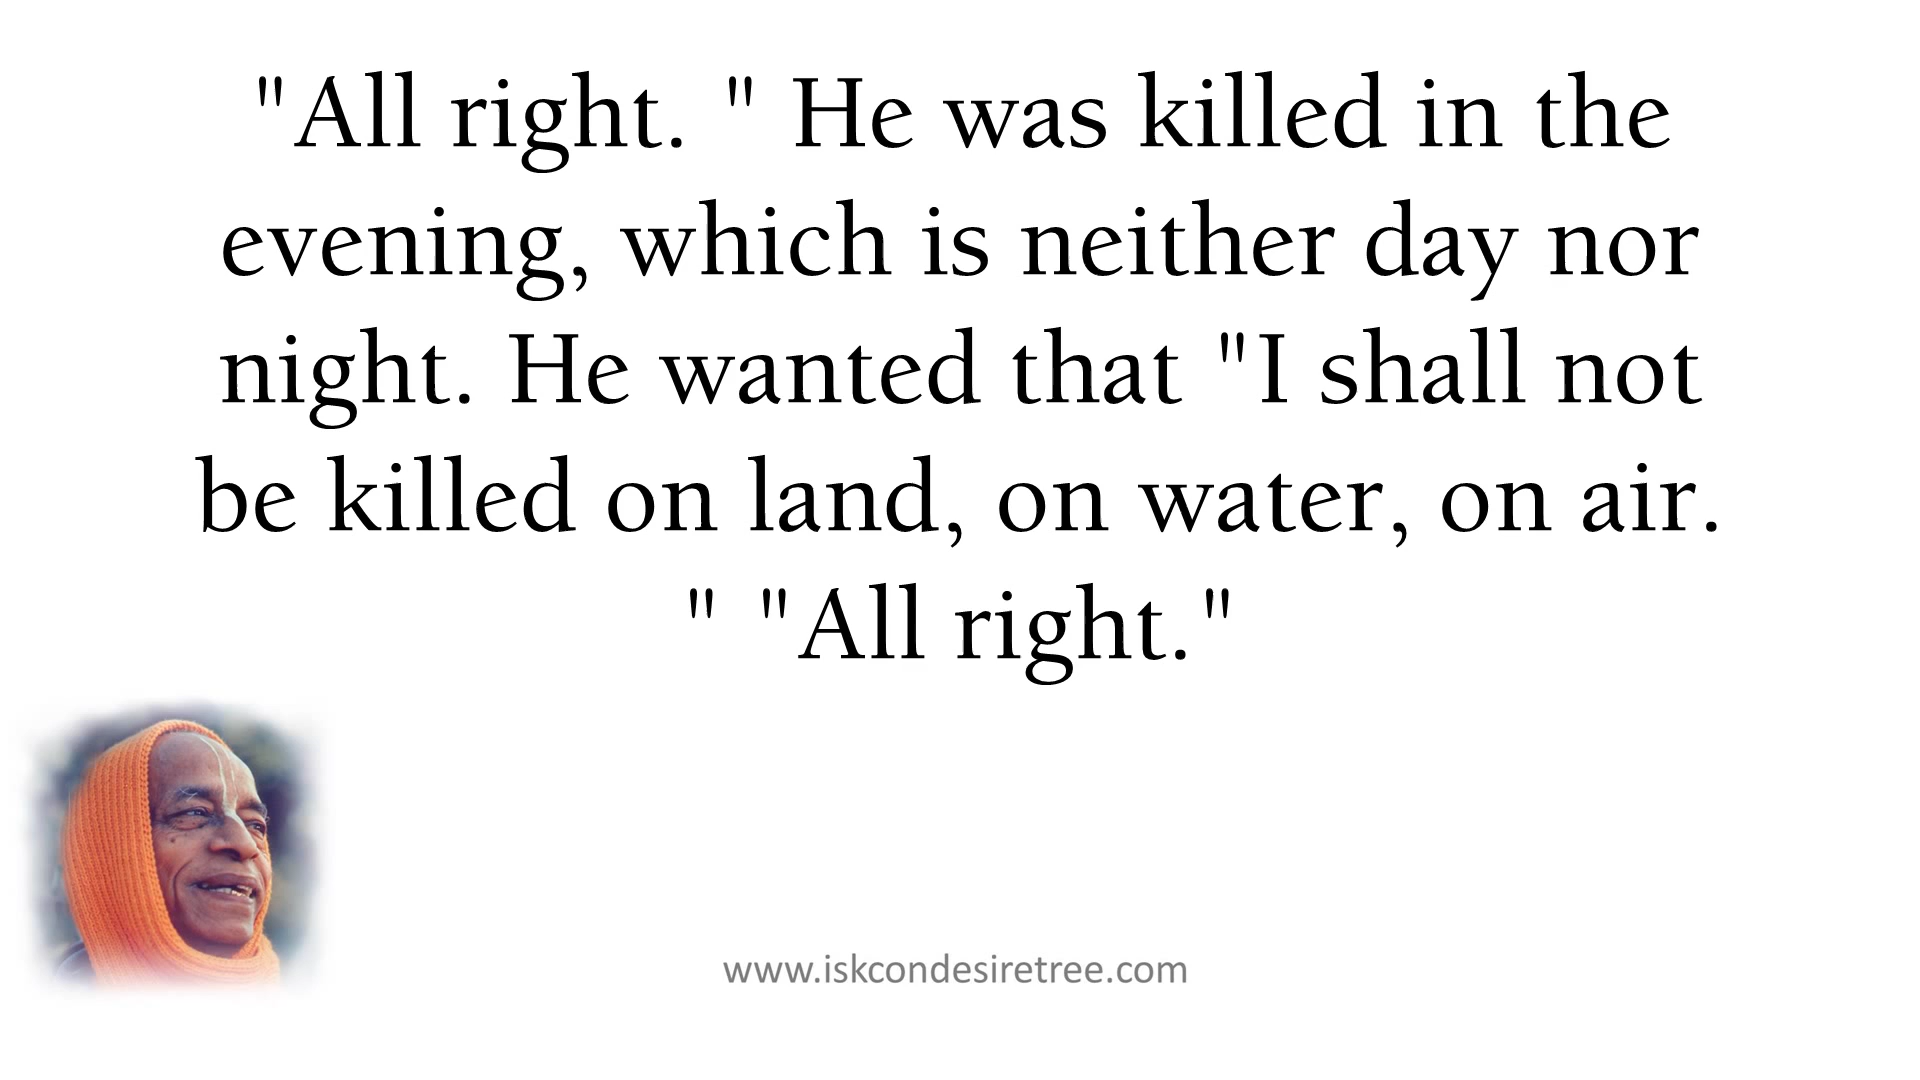 "All right. " He was killed in the
evening, which is neither day nor
night. He wanted that "I shall not
be killed on land, on water, on air.
" "All right."
www.iskcondesiretree.com